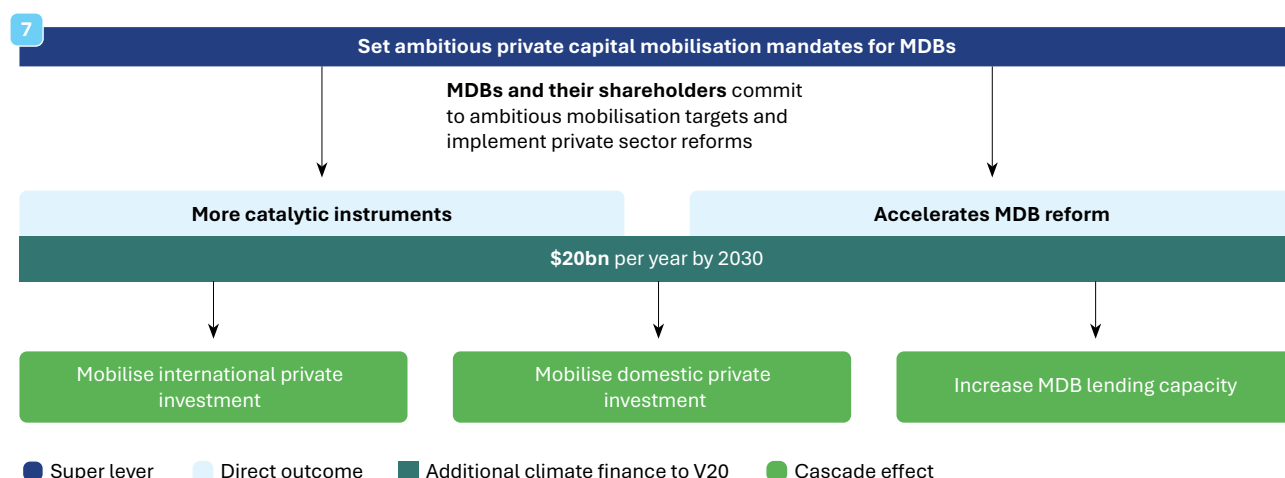 7
Set ambitious private capital mobilisation mandates for MDBs
MDBs and their shareholders commit
to ambitious mobilisation targets and
implement private sector reforms
More catalytic instruments
Accelerates MDB reform
$20bn per year by 2030
Mobilise international private
investment
Mobilise domestic private
investment
Increase MDB lending capacity
Super lever
Direct outcome
Additional climate finance to V20
Cascade effect